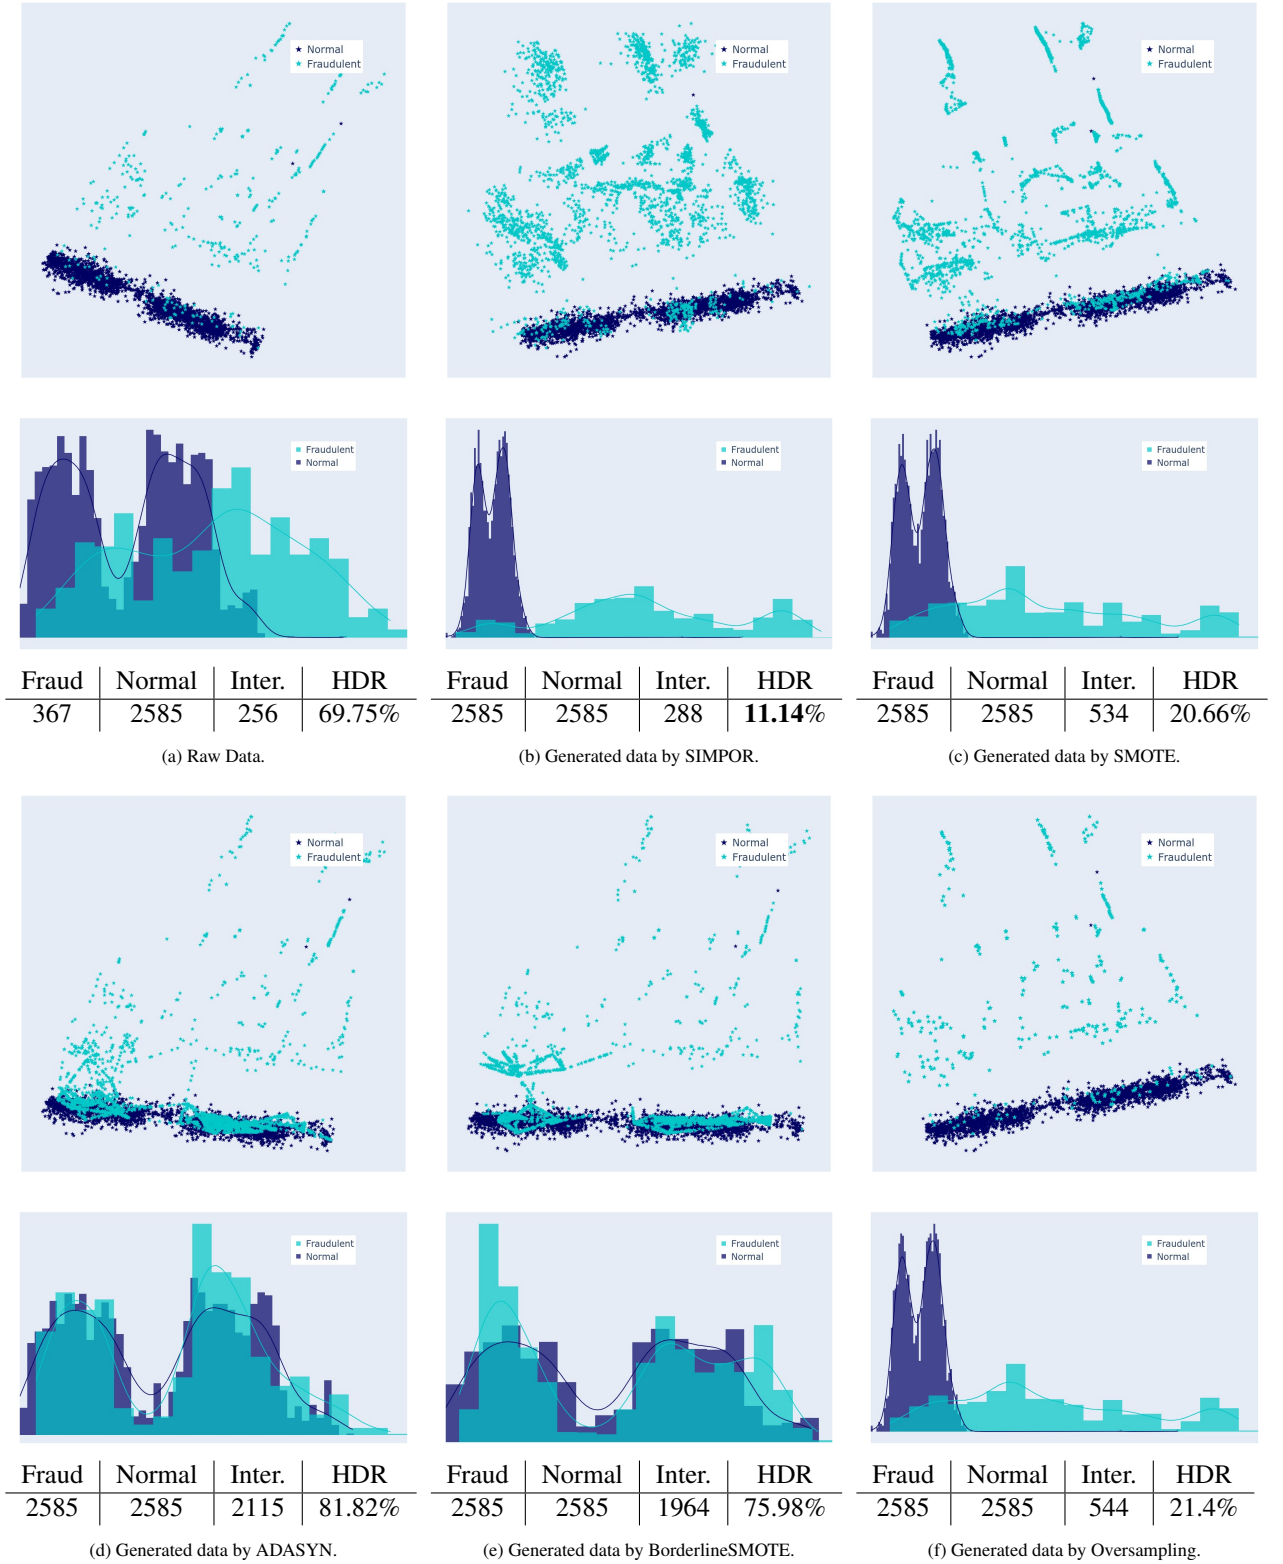 Normal
Fraudulent
Normal
Fraudulent
Normal
Fraudulent
Fraudulent
Normal
Fraudulent
Normal
Fraudulent
Normal
Fraud Normal Inter. HDR
367 2585 256 69.75%
(a) Raw Data.
Fraud Normal Inter. HDR
2585 2585 288 11.14%
(b) Generated data by SIMPOR.
Fraud Normal Inter. HDR
2585 2585 534 20.66%
(c) Generated data by SMOTE.
Normal
Fraudulent
Normal
Fraudulent
Normal
Fraudulent
Fraudulent
Normal
Fraudulent
Normal
Fraudulent
Normal
Fraud Normal Inter. HDR
2585 2585 2115 81.82%
(d) Generated data by ADASYN.
Fraud Normal Inter. HDR
2585 2585 1964 75.98%
(e) Generated data by BorderlineSMOTE.
Fraud Normal Inter. HDR
2585 2585 544 21.4%
(f) Generated data by Oversampling.